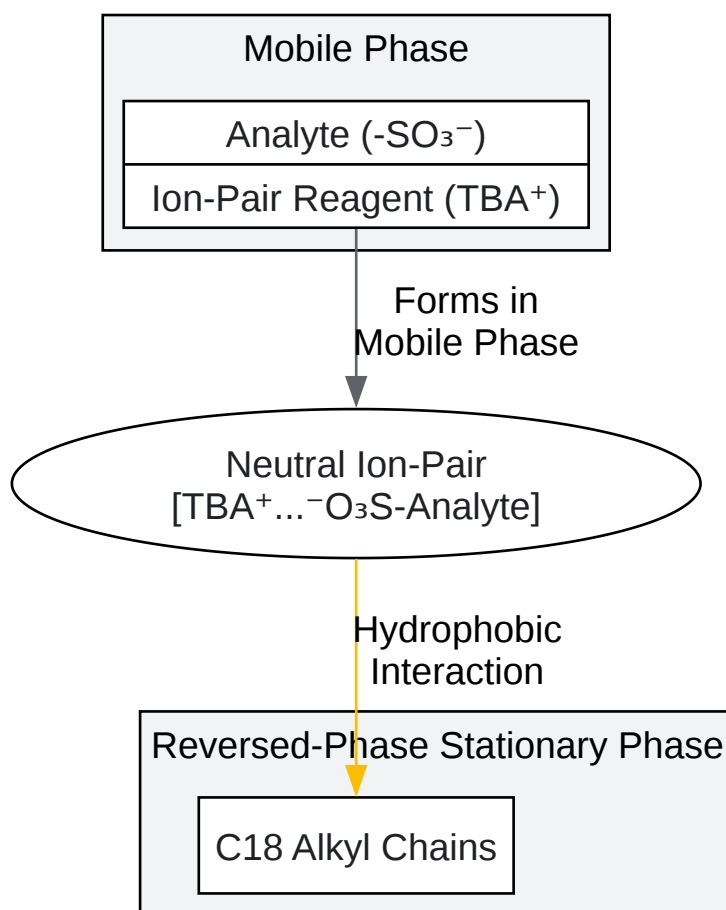 Mobile Phase
Analyte (-SO₃⁻)
Ion-Pair Reagent (TBA⁺)
Forms in
Mobile Phase
Neutral Ion-Pair
[TBA⁺...⁻O₃S-Analyte]
Hydrophobic
Interaction
Reversed-Phase Stationary Phase
C18 Alkyl Chains